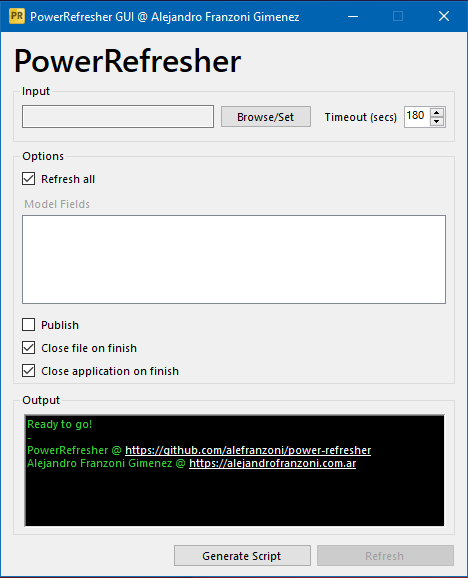 PR PowerRefresher GUI @ Alejandro Franzoni Gimenez
PowerRefresher
Input
Browse/Set Timeout (secs) 180
Options
Refresh all
Model Fields
Publish
Close file on finish
Close application on finish
Output
Ready to go!
-
PowerRefresher @ https://github.com/alefranzoni/power-refresher
Alejandro Franzoni Gimenez @ https://alejandrofranzoni.com.ar
Generate Script Refresh